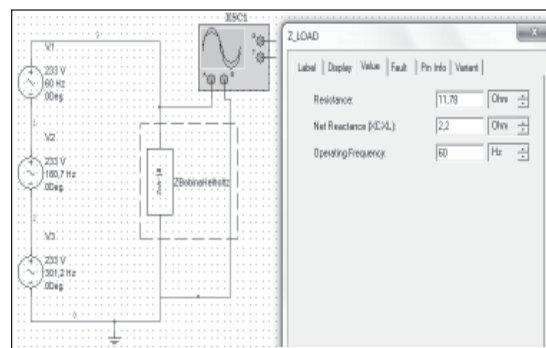 XSC1
V1
233 V
60 Hz
0Deg
V2
233 V
180,7 Hz
0Deg
V3
233 V
301,2 Hz
0Deg
ZBobinaHelholtz
A
B
G
T
0
Z_LOAD
Label
Display
Value
Fault
Pin Info
Variant
Resistance:
11,78
Ohm
Net Reactance (XC-XL):
2,2
Ohm
Operating Frequency:
60
Hz